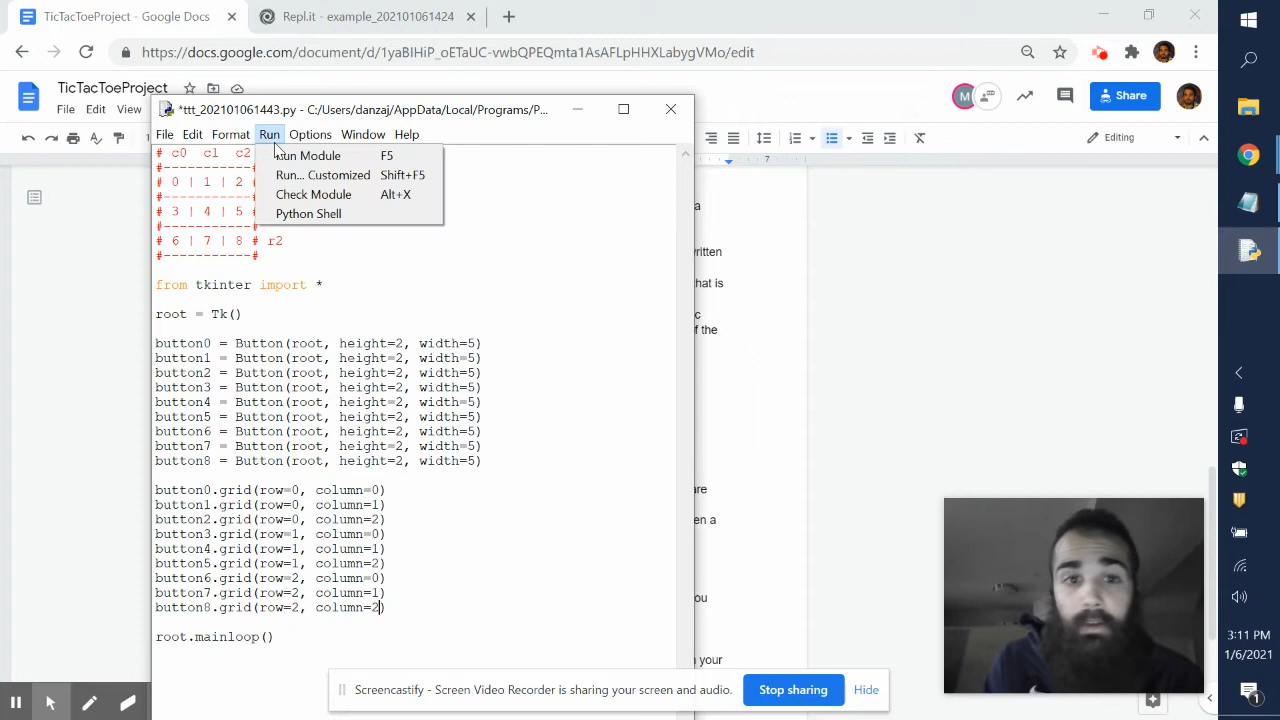 TicTacToeProject - Google Docs
Repl.it - example_202101061424
https://docs.google.com/document/d/1yaBIHiP_oETkUC-vwbQPEQmta1AsAFLpHHXLabygVMo/edit
TicTacToeProject
File Edit View
M
Share
Editing
*ttt_202101061443
- C:/Users/daszaj/AppData/Local/Programs/P...
File Edit Format Run Options Window Help
Run Module F5
Run... Customized Shift+F5
Check Module Alt+X
Python Shell
# c0 c1 c2
#-----------#
# 0 | 1 | 2 #
#-----------#
# 3 | 4 | 5 #
#-----------#
# 6 | 7 | 8 # r2
#-----------#
from tkinter import *
root = Tk()
button0 = Button(root, height=2, width=5)
button1 = Button(root, height=2, width=5)
button2 = Button(root, height=2, width=5)
button3 = Button(root, height=2, width=5)
button4 = Button(root, height=2, width=5)
button5 = Button(root, height=2, width=5)
button6 = Button(root, height=2, width=5)
button7 = Button(root, height=2, width=5)
button8 = Button(root, height=2, width=5)
button0.grid(row=0, column=0)
button1.grid(row=0, column=1)
button2.grid(row=0, column=2)
button3.grid(row=1, column=0)
button4.grid(row=1, column=1)
button5.grid(row=1, column=2)
button6.grid(row=2, column=0)
button7.grid(row=2, column=1)
button8.grid(row=2, column=2)
root.mainloop()
7
a
ritten
hat is
c
f the
are
en a
ou
your
Screencastify - Screen Video Recorder is sharing your screen and audio.
Stop sharing
Hide
3:11 PM
1/6/2021
1